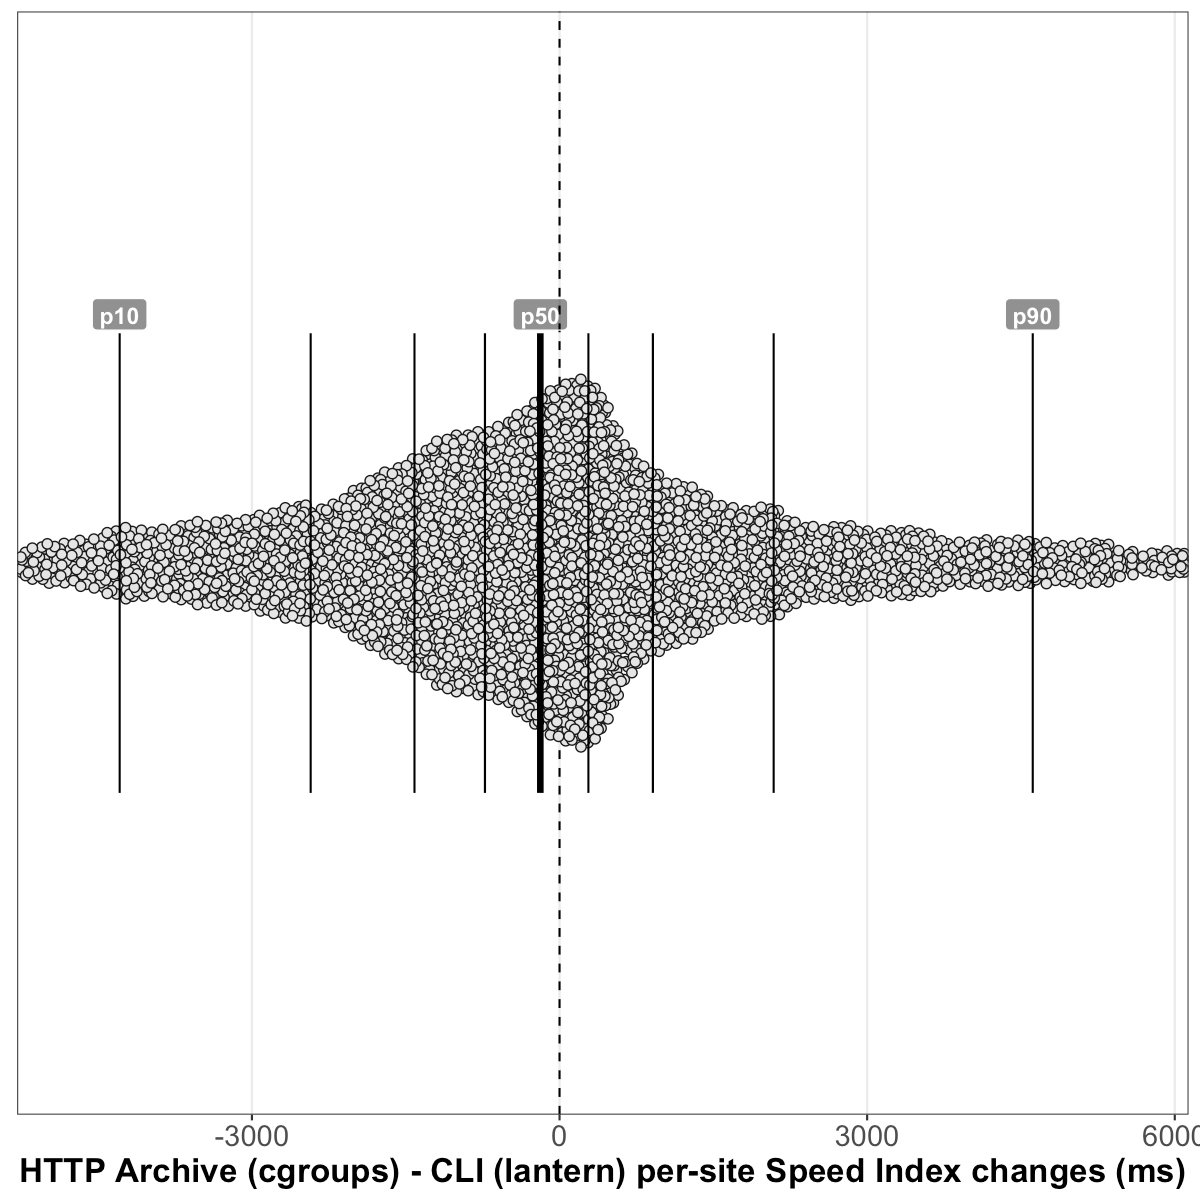 p10
p50
p90
-3000
0
3000
6000
HTTP Archive (cgroups) - CLI (lantern) per-site Speed Index changes (ms)